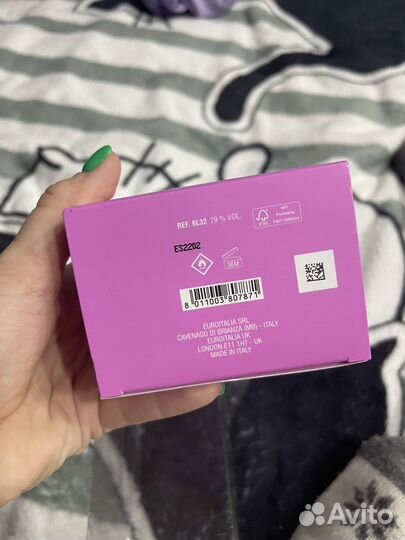 REF. 6L32 79 % VOL.
FSC
MIX
Packaging
ES2202
36M
8 011003 807871
EUROITALIA SRL
CAVENAGO DI BRIANZA (MB) - ITALY
EUROITALIA UK
LONDON E11 1HT - UK
MADE IN ITALY
Avito